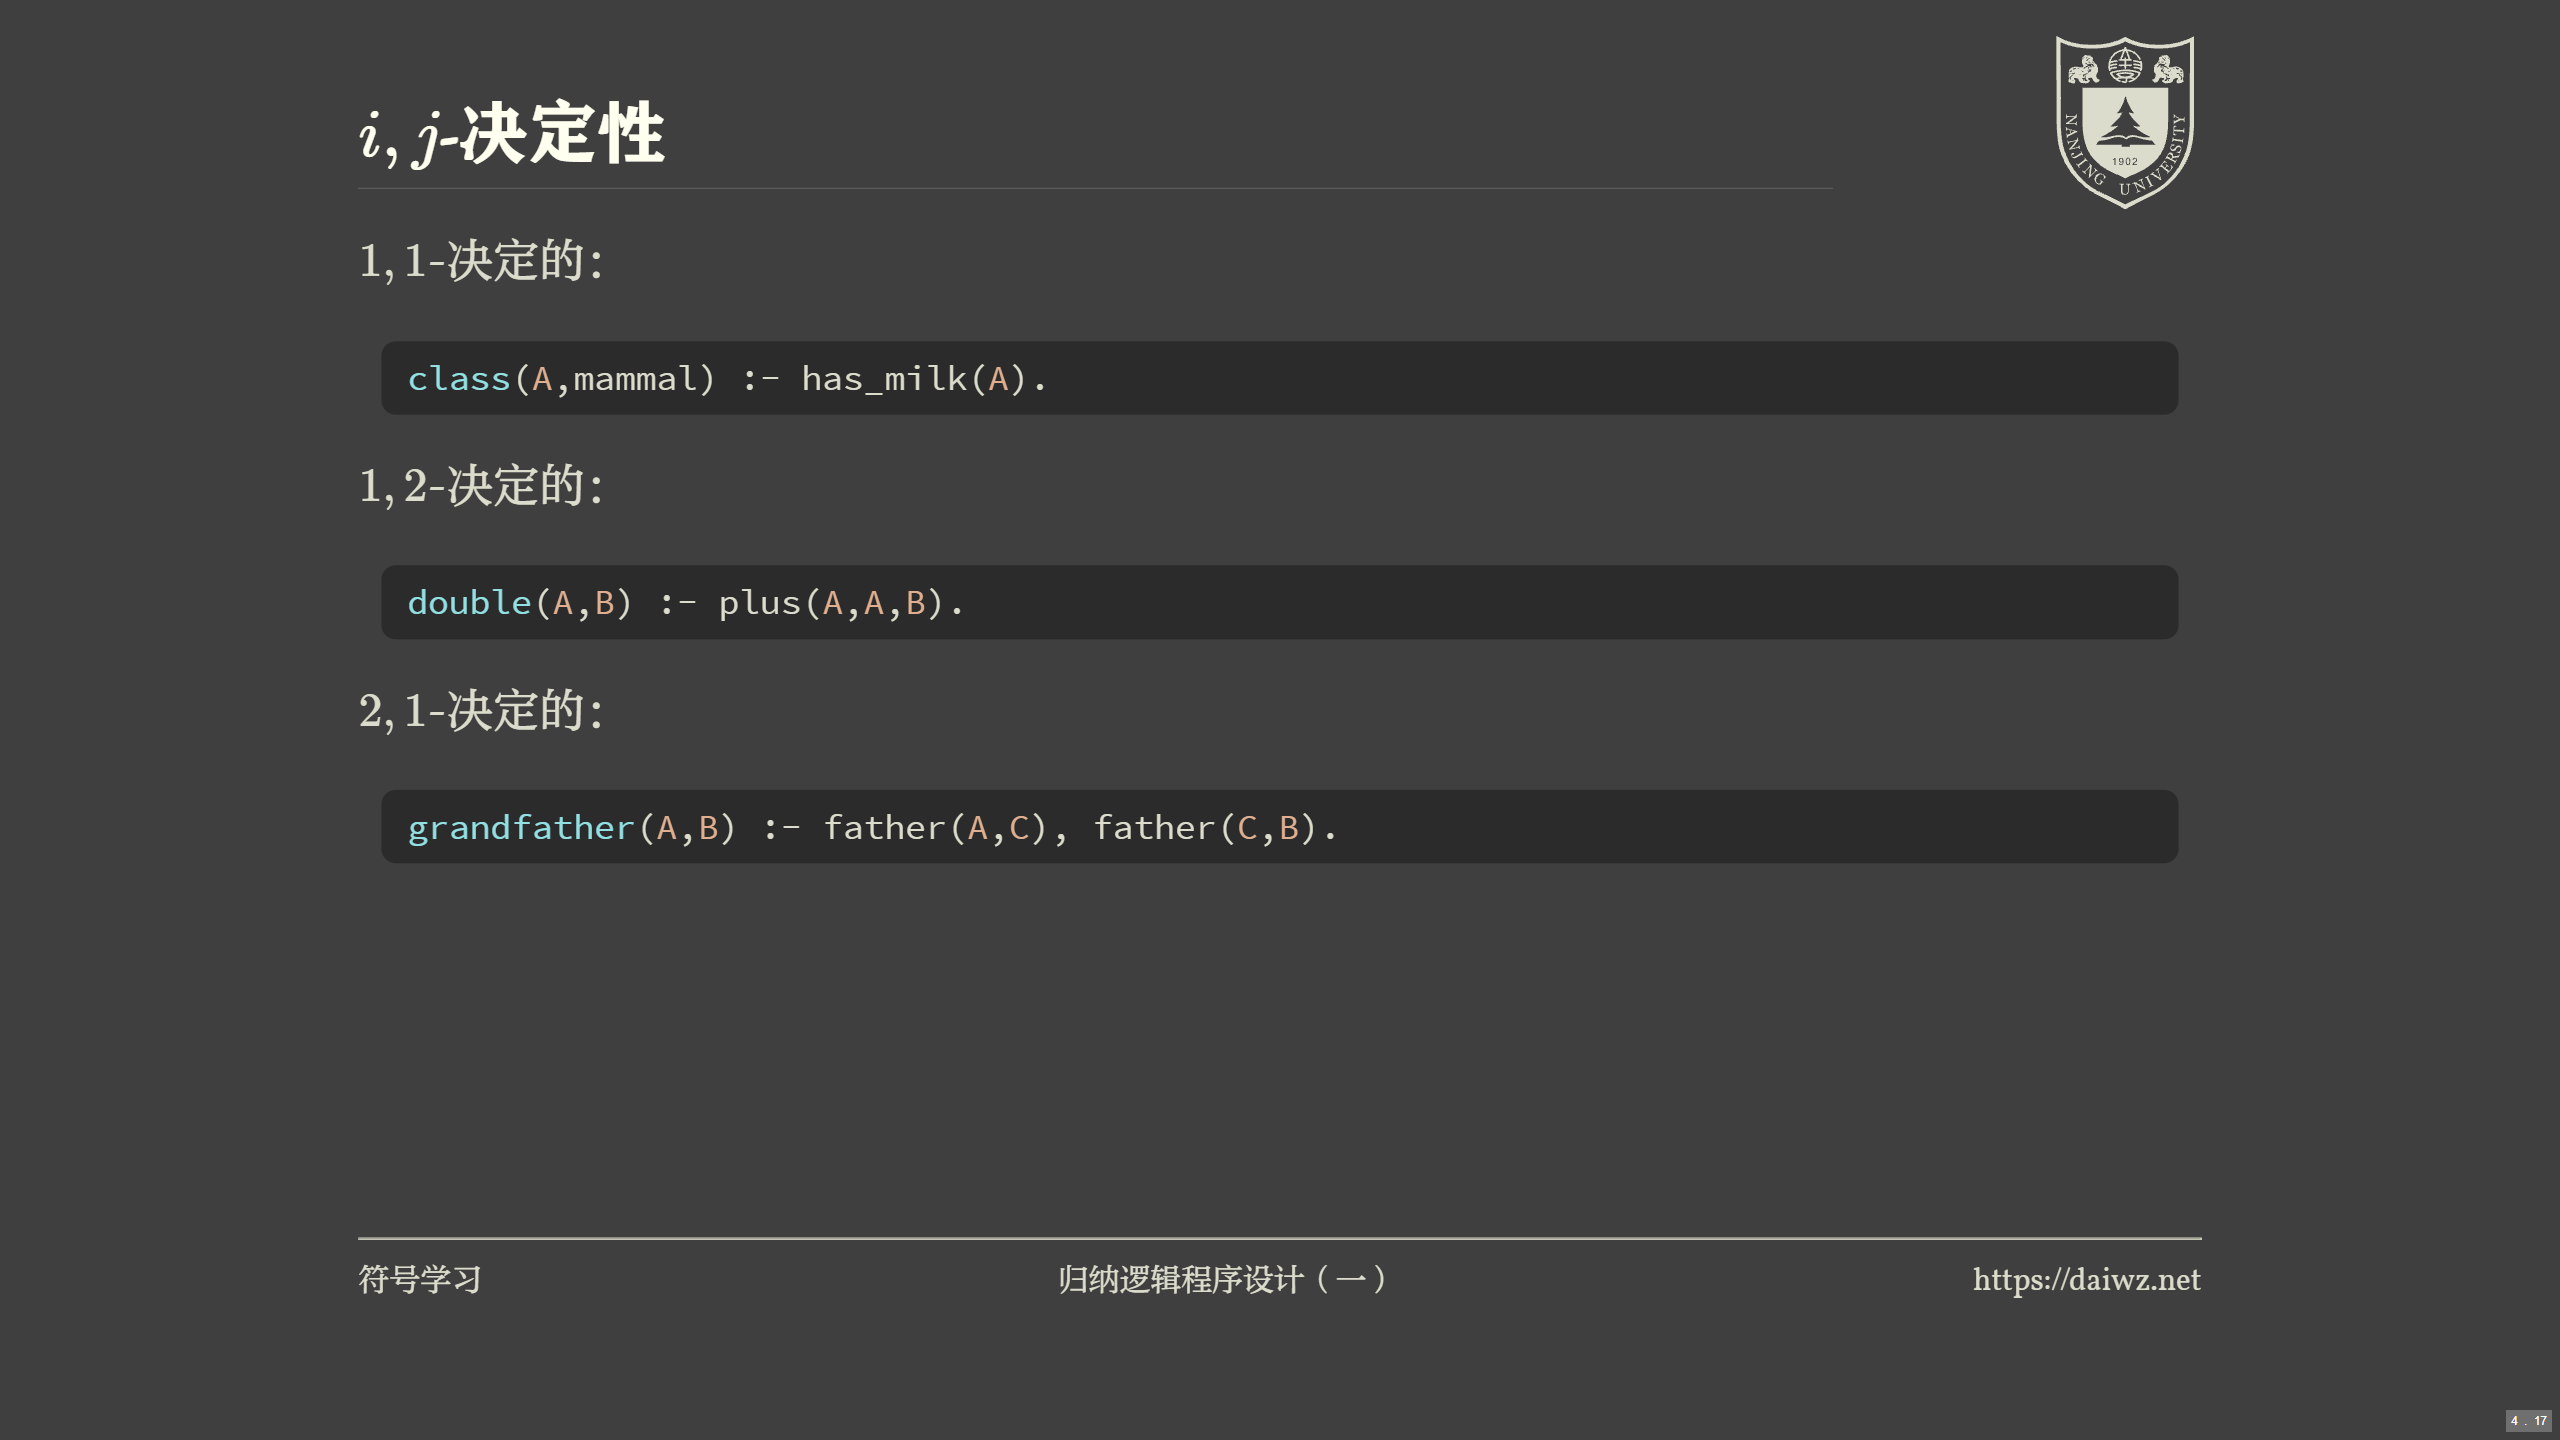 i, j-决定性
NANJING UNIVERSITY
1902
1, 1-决定的：
class(A,mammal) :- has_milk(A).
1, 2-决定的：
double(A,B) :- plus(A,A,B).
2, 1-决定的：
grandfather(A,B) :- father(A,C), father(C,B).
符号学习
归纳逻辑程序设计（一）
https://daiwz.net
4 . 17